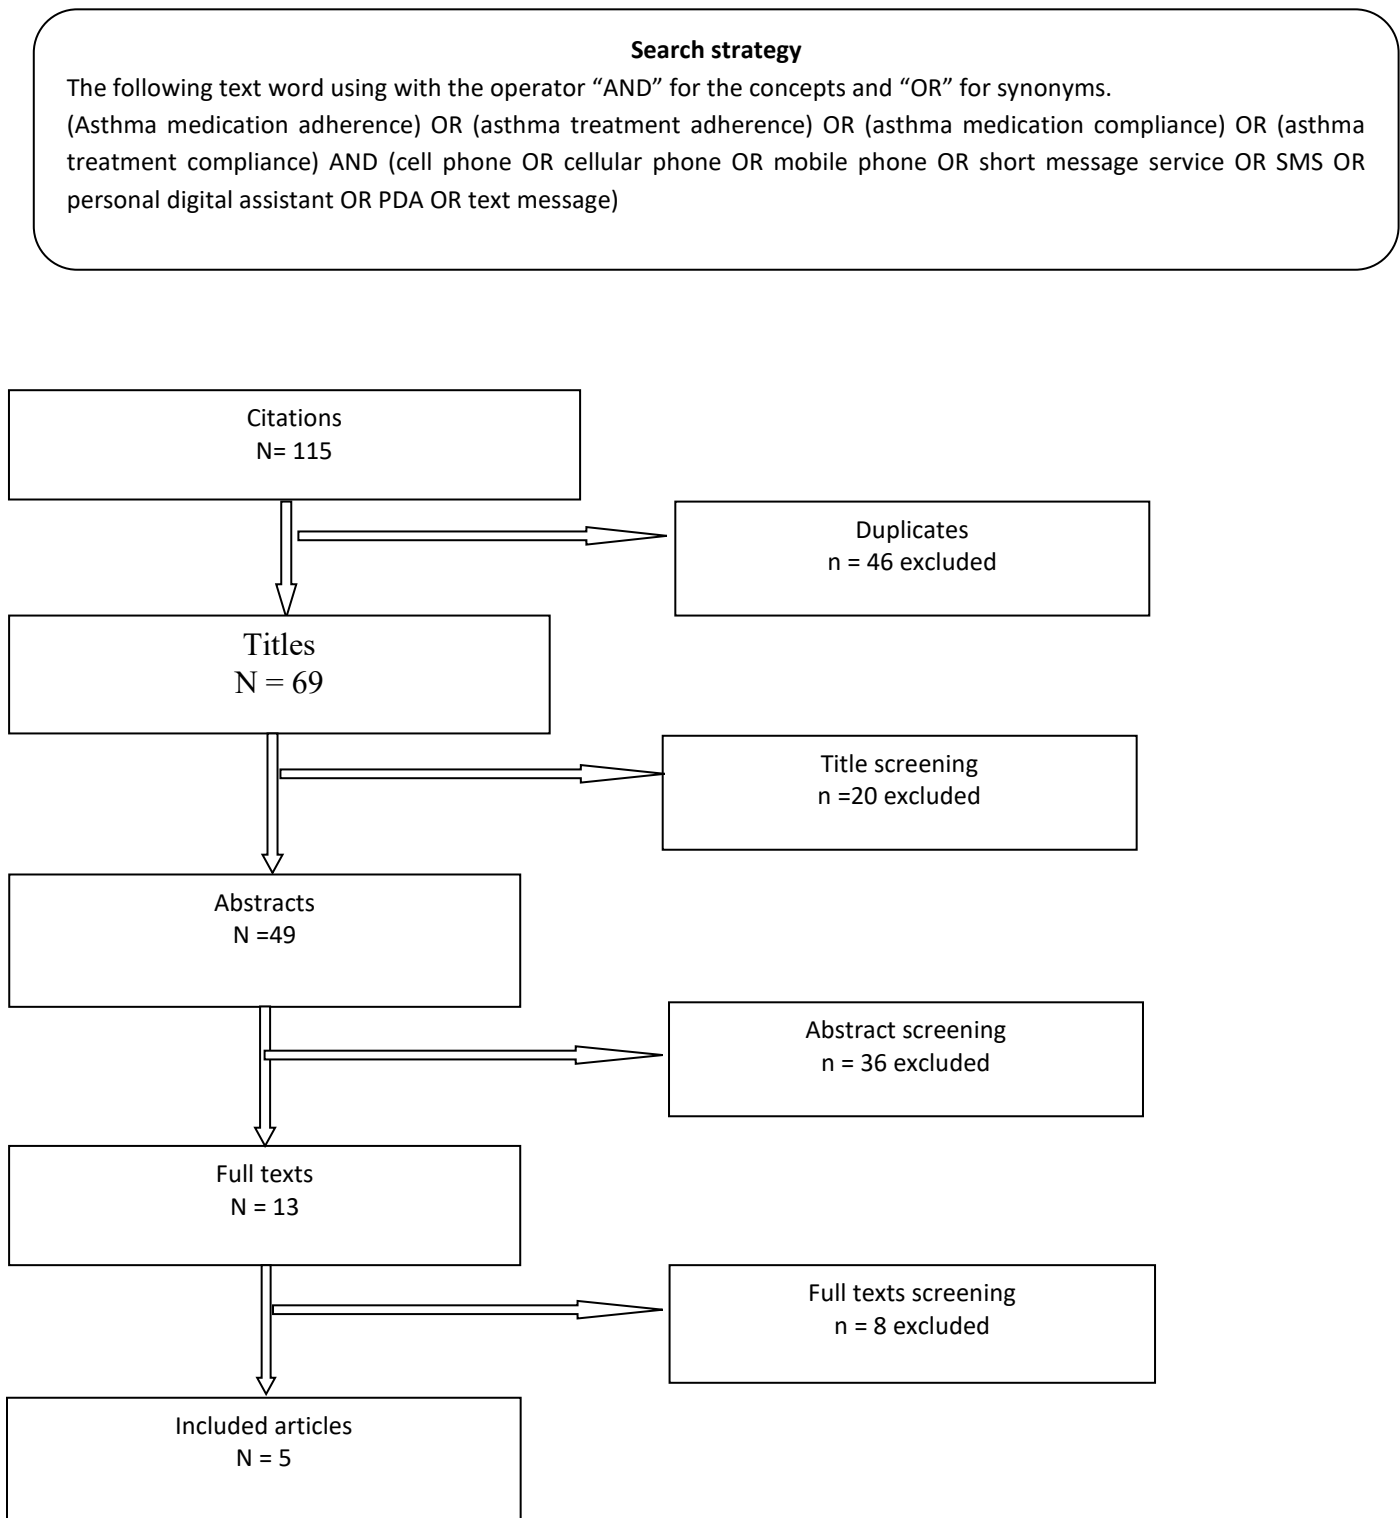 Search strategy
The following text word using with the operator “AND” for the concepts and “OR” for synonyms.
(Asthma medication adherence) OR (asthma treatment adherence) OR (asthma medication compliance) OR (asthma
treatment compliance) AND (cell phone OR cellular phone OR mobile phone OR short message service OR SMS OR
personal digital assistant OR PDA OR text message)
Citations
N= 115
Duplicates
n = 46 excluded
Titles
N = 69
Title screening
n =20 excluded
Abstracts
N =49
Abstract screening
n = 36 excluded
Full texts
N = 13
Full texts screening
n = 8 excluded
Included articles
N = 5